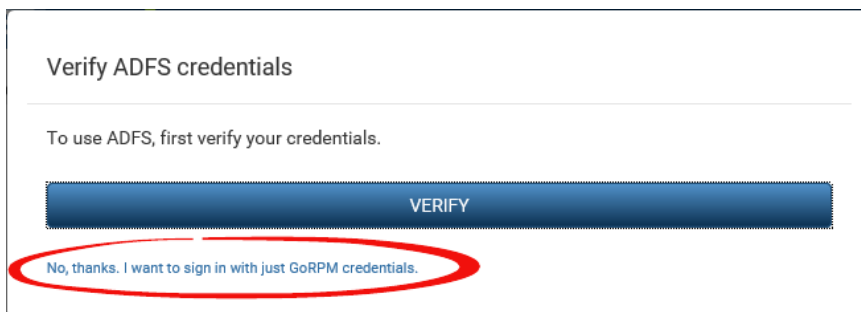 Verify ADFS credentials
To use ADFS, first verify your credentials.
VERIFY
No, thanks. I want to sign in with just GoRPM credentials.